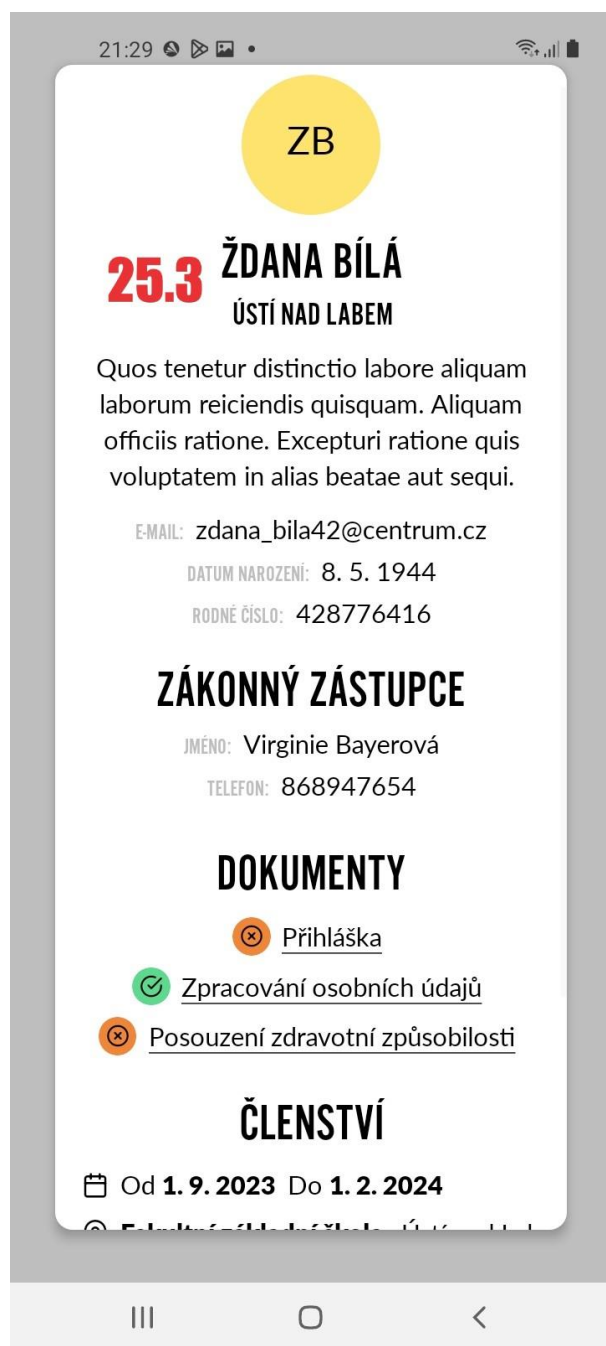 21:29
ZB
25.3
ŽDANA BÍLÁ
ÚSTÍ NAD LABEM
Quos tenetur distinctio labore aliquam
laborum reiciendis quisquam. Aliquam
officiis ratione. Excepturi ratione quis
voluptatem in alias beatae aut sequi.
E-MAIL: zdana_bila42@centrum.cz
DATUM NAROZENÍ: 8. 5. 1944
RODNÉ ČÍSLO: 428776416
ZÁKONNÝ ZÁSTUPCE
JMÉNO: Virginie Bayerová
TELEFON: 868947654
DOKUMENTY
Přihláška
Zpracování osobních údajů
Posouzení zdravotní způsobilosti
ČLENSTVÍ
Od 1. 9. 2023 Do 1. 2. 2024